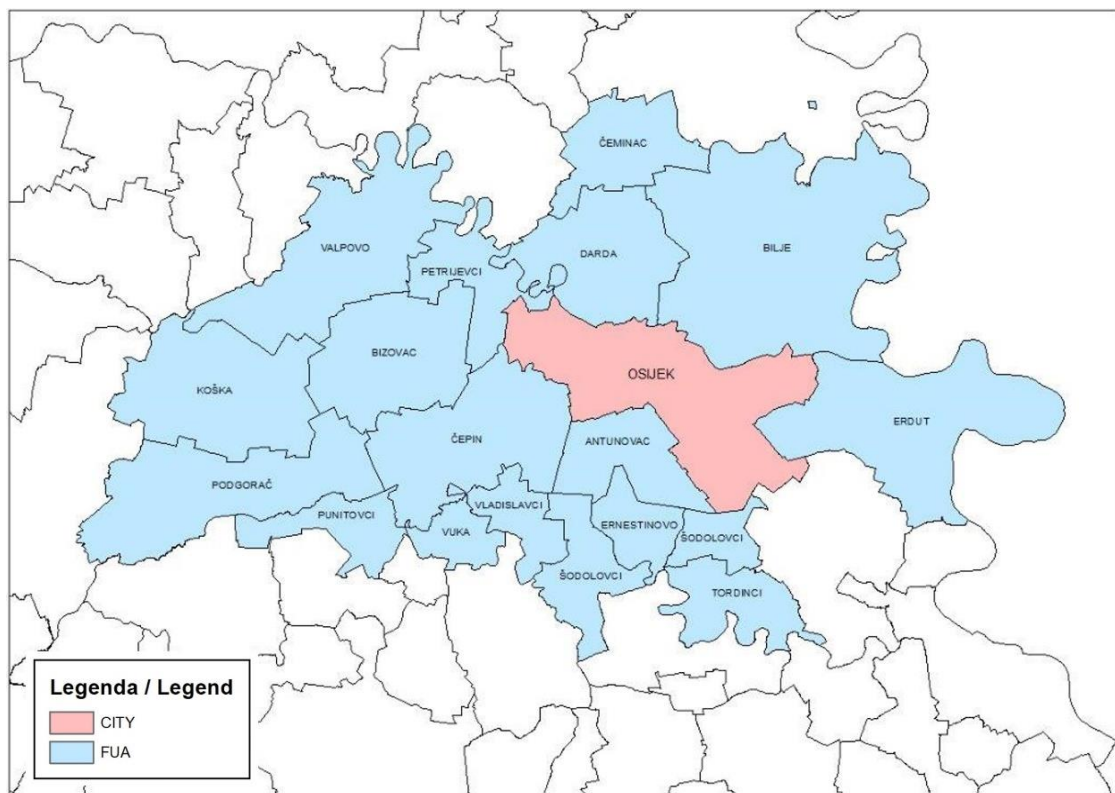 ČEMINAC
VALPOVO
PETRIJEVCI
DARDA
BILJE
BIZOVAC
OSIJEK
KOŠKA
ERDUT
ČEPIN
ANTUNOVAC
PODGORAČ
PUNITOVCI
VLADISLAVCI
VUKA
ERNESTINOVO
ŠODOLOVCI
ŠODOLOVCI
TORDINCI
Legenda / Legend
CITY
FUA